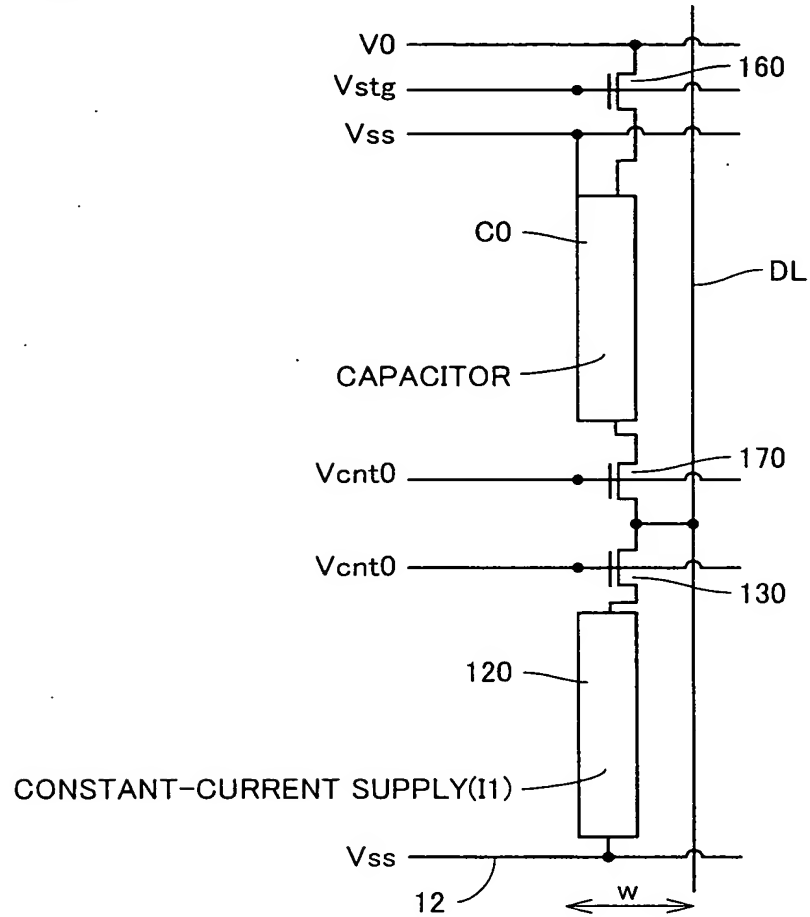 V0
160
Vstg
Vss
C0
DL
CAPACITOR
170
Vcnt0
Vcnt0
130
120
CONSTANT-CURRENT SUPPLY(I1)
Vss
12
w